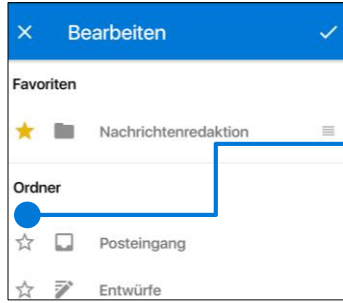 Bearbeiten
Favoriten
Nachrichtenredaktion
Ordner
Posteingang
Entwürfe